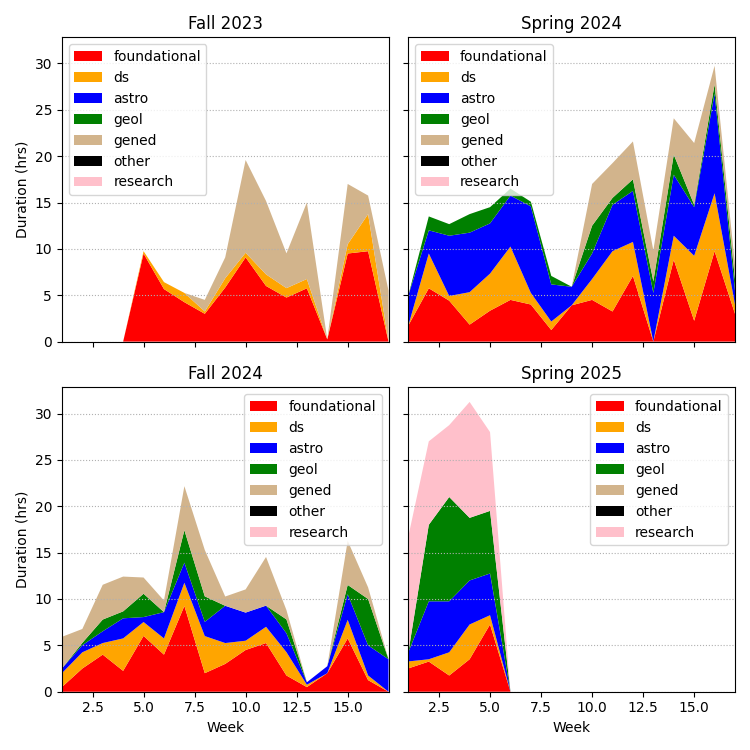 Fall 2023
Spring 2024
Duration (hrs)
30
25
20
15
10
5
0
foundational
ds
astro
geol
gened
other
research
foundational
ds
astro
geol
gened
other
research
Fall 2024
Spring 2025
Duration (hrs)
30
25
20
15
10
5
0
foundational
ds
astro
geol
gened
other
research
foundational
ds
astro
geol
gened
other
research
2.5 5.0 7.5 10.0 12.5 15.0
2.5 5.0 7.5 10.0 12.5 15.0
Week
Week